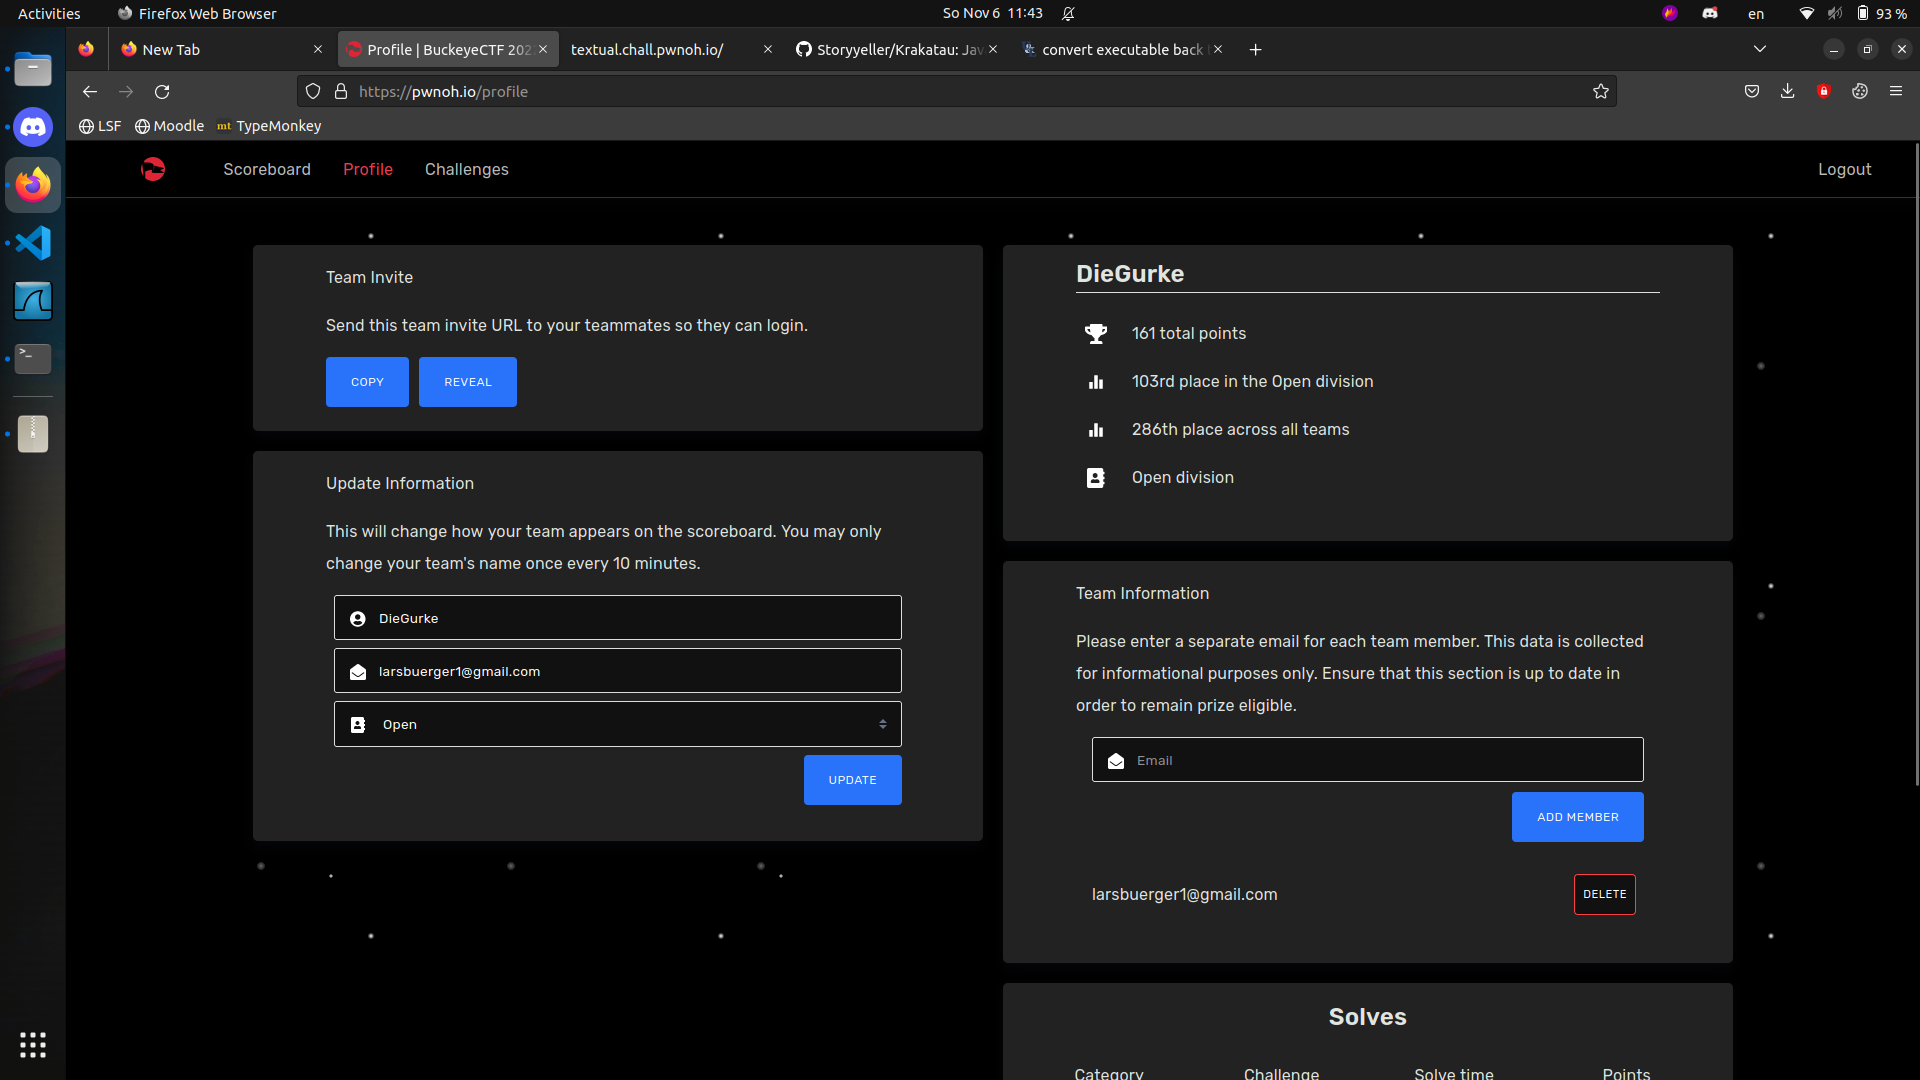 Activities
Firefox Web Browser
So Nov 6 11:43
en
93 %
New Tab
Profile | BuckeyeCTF 202
textual.chall.pwnoh.io/
Storyyeller/Krakatau: Jav
convert executable back
https://pwnoh.io/profile
LSF
Moodle
mt TypeMonkey
Scoreboard
Profile
Challenges
Logout
Team Invite
Send this team invite URL to your teammates so they can login.
COPY
REVEAL
Update Information
This will change how your team appears on the scoreboard. You may only
change your team's name once every 10 minutes.
DieGurke
larsbuerger1@gmail.com
Open
UPDATE
DieGurke
161 total points
103rd place in the Open division
286th place across all teams
Open division
Team Information
Please enter a separate email for each team member. This data is collected
for informational purposes only. Ensure that this section is up to date in
order to remain prize eligible.
Email
ADD MEMBER
larsbuerger1@gmail.com
DELETE
Solves
Category
Challenge
Solve time
Points